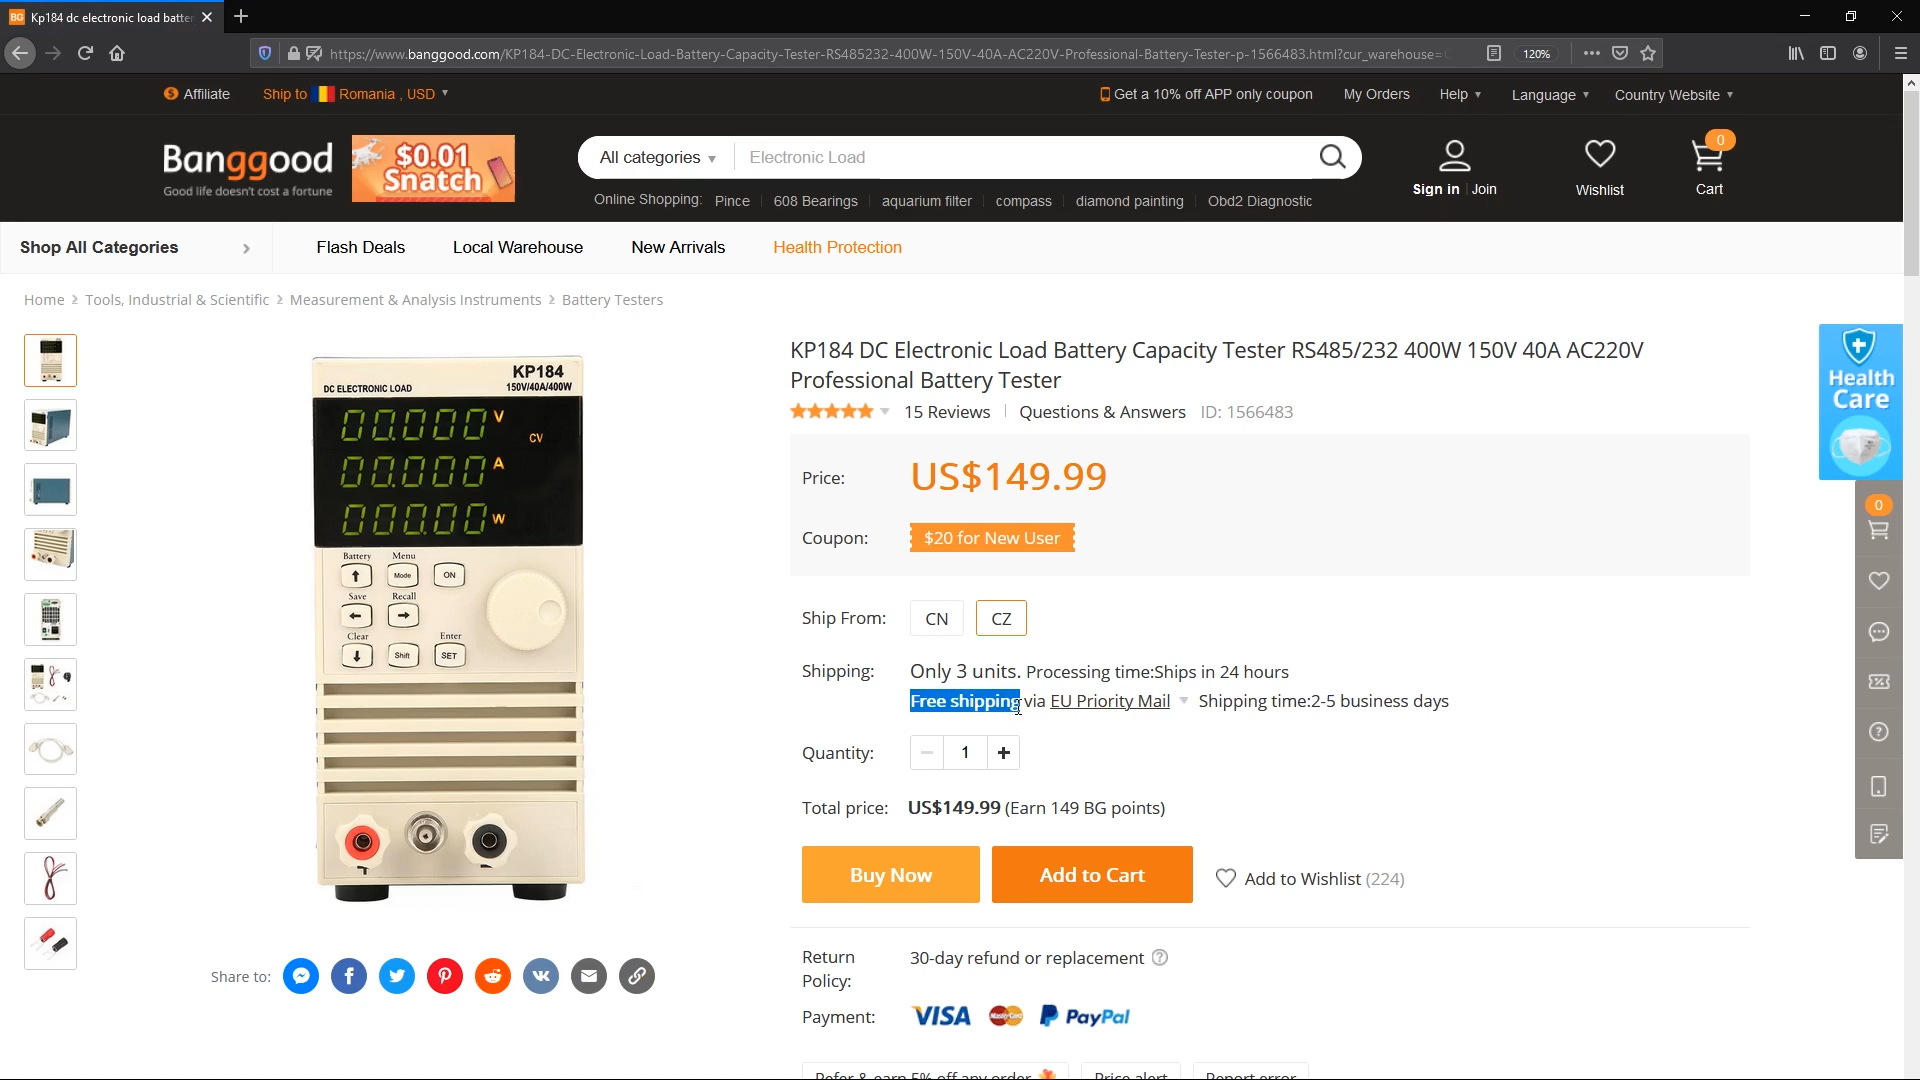 Kp184 dc electronic load batter
https://www.banggood.com/KP184-DC-Electronic-Load-Battery-Capacity-Tester-RS485232-400W-150V-40A-AC220V-Professional-Battery-Tester-p-1566483.html?cur_warehouse=C
120%
Affiliate
Ship to Romania , USD
Get a 10% off APP only coupon
My Orders
Help
Language
Country Website
Banggood
Good life doesn't cost a fortune
$0.01
Snatch
All categories
Electronic Load
Online Shopping: Pince 608 Bearings aquarium filter compass diamond painting Obd2 Diagnostic
Sign in Join
Wishlist
0
Cart
Shop All Categories
Flash Deals
Local Warehouse
New Arrivals
Health Protection
Home > Tools, Industrial & Scientific > Measurement & Analysis Instruments > Battery Testers
KP184
DC ELECTRONIC LOAD 150V/40A/400W
00.000 V
CV
00.000 A
000.00 W
Battery Menu
Mode ON
Save Recall
Clear Enter
Shift SET
Share to:
KP184 DC Electronic Load Battery Capacity Tester RS485/232 400W 150V 40A AC220V
Professional Battery Tester
15 Reviews
Questions & Answers
ID: 1566483
Price: US$149.99
Coupon: $20 for New User
Ship From: CN CZ
Shipping: Only 3 units. Processing time:Ships in 24 hours
Free shipping via EU Priority Mail Shipping time:2-5 business days
Quantity: 1
Total price: US$149.99 (Earn 149 BG points)
Buy Now
Add to Cart
Add to Wishlist (224)
Return
Policy:
30-day refund or replacement
Payment: VISA MasterCard PayPal
Refer & earn 5% off any order
Price alert
Report error
Health
Care
0